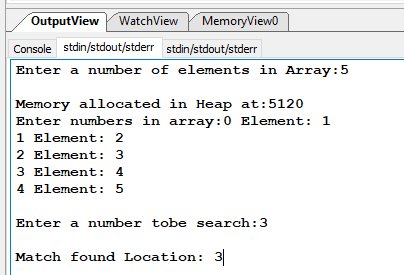 OutputView WatchView MemoryView0
Console stdin/stdout/stderr stdin/stdout/stderr
Enter a number of elements in Array:5
Memory allocated in Heap at:5120
Enter numbers in array:0 Element: 1
1 Element: 2
2 Element: 3
3 Element: 4
4 Element: 5
Enter a number tobe search:3
Match found Location: 3